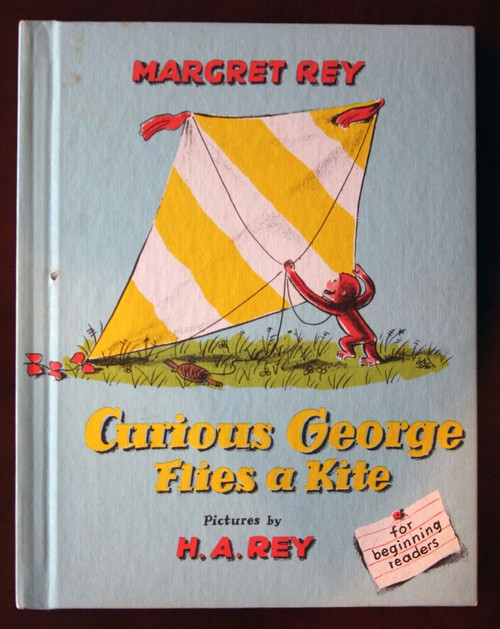 MARGRET REY
Curious George
Flies a Kite
Pictures by
H. A. REY
for
beginning
readers